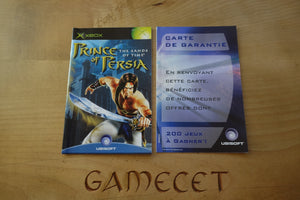 XBOX
PRINCE
THE SANDS
OF TIME
OF PERSIA
UBISOFT
CARTE
DE GARANTIE
EN RENVOYANT
CETTE CARTE,
BÉNÉFICIEZ
DE NOMBREUSES
OFFRES DONT
200 JEUX
À GAGNER!
UBISOFT
GAMECET